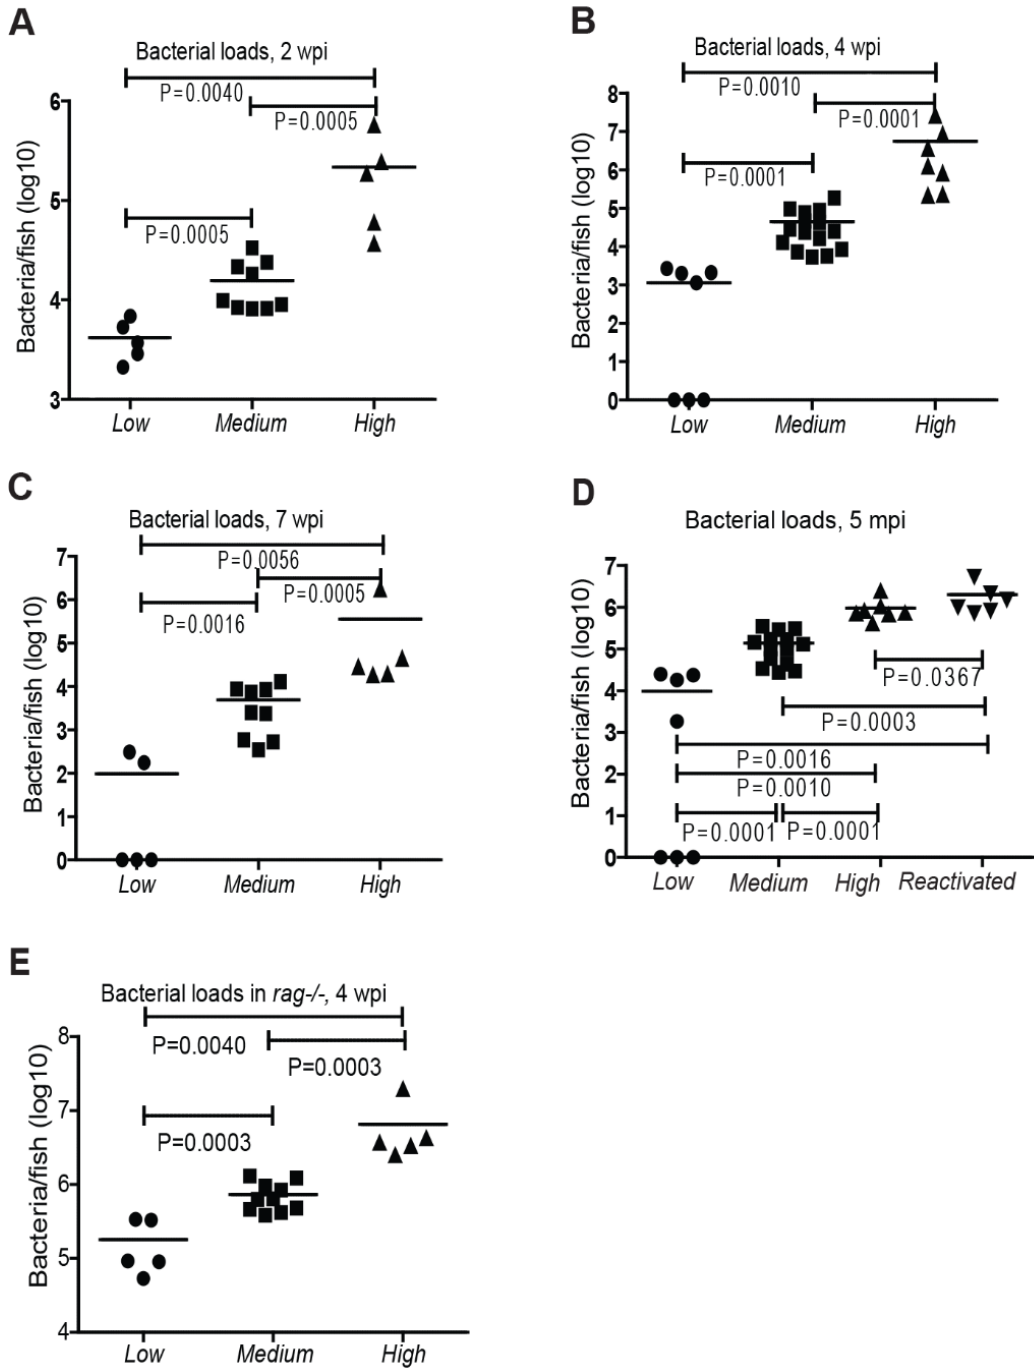 A
Bacterial loads, 2 wpi
P=0.0040
P=0.0005
P=0.0005
Bacteria/fish (log10)
6
5
4
3
Low Medium High
B
Bacterial loads, 4 wpi
P=0.0010
P=0.0001
P=0.0001
Bacteria/fish (log10)
8
7
6
5
4
3
2
1
0
Low Medium High
C
Bacterial loads, 7 wpi
P=0.0056
P=0.0005
P=0.0016
Bacteria/fish (log10)
7
6
5
4
3
2
1
0
Low Medium High
D
Bacterial loads, 5 mpi
Bacteria/fish (log10)
7
6
5
4
3
2
1
0
P=0.0367
P=0.0003
P=0.0016
P=0.0010
P=0.0001 P=0.0001
Low Medium High Reactivated
E
Bacterial loads in rag-/-, 4 wpi
P=0.0040
P=0.0003
P=0.0003
Bacteria/fish (log10)
8
7
6
5
4
Low Medium High